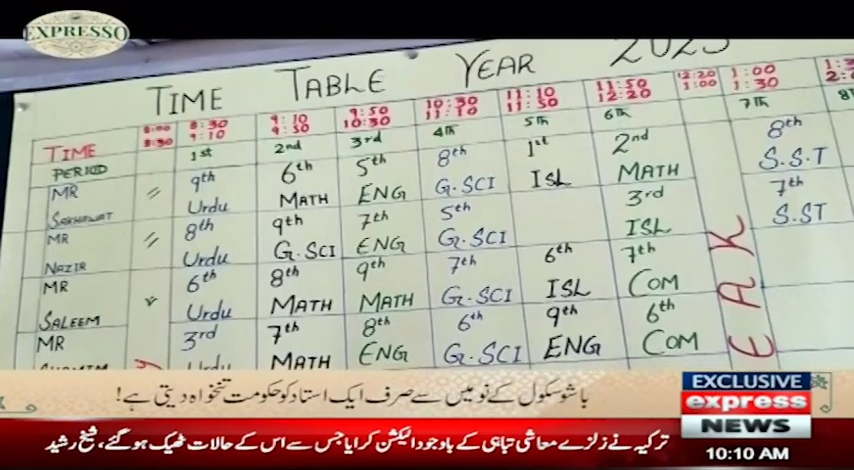 EXPRESSO
TIME TABLE YEAR 2023
TIME 8:00 8:30 8:30 9:10 9:10 9:50 9:50 10:30 10:30 11:10 11:10 11:50 11:50 12:20 12:20 1:00 1:00 1:30
PERIOD 1st 2nd 3rd 4th 5th 6th 7th
MR SAKHAWAT 〃 9th Urdu 6th MATH 5th ENG 8th G.SCI 1st ISL 2nd MATH 8th S.S.T
MR NAZIR 〃 8th Urdu 9th G.SCI 7th ENG 5th G.SCI 3rd ISL 7th S.ST
MR SALEEM 6th Urdu 8th MATH 9th MATH 7th G.SCI 6th ISL 7th COM
MR 3rd Urdu 7th MATH 8th ENG 6th G.SCI 9th ENG 6th COM
E A K
باشو سکول کے نو میں سے صرف ایک استاد کو حکومت تنخواہ دیتی ہے!
EXCLUSIVE
express
NEWS
ترکیہ نے زلزلے معاشی تباہی کے باوجود الیکشن کرایا جس سے اس کے حالات ٹھیک ہو گئے، شیخ رشید
10:10 AM